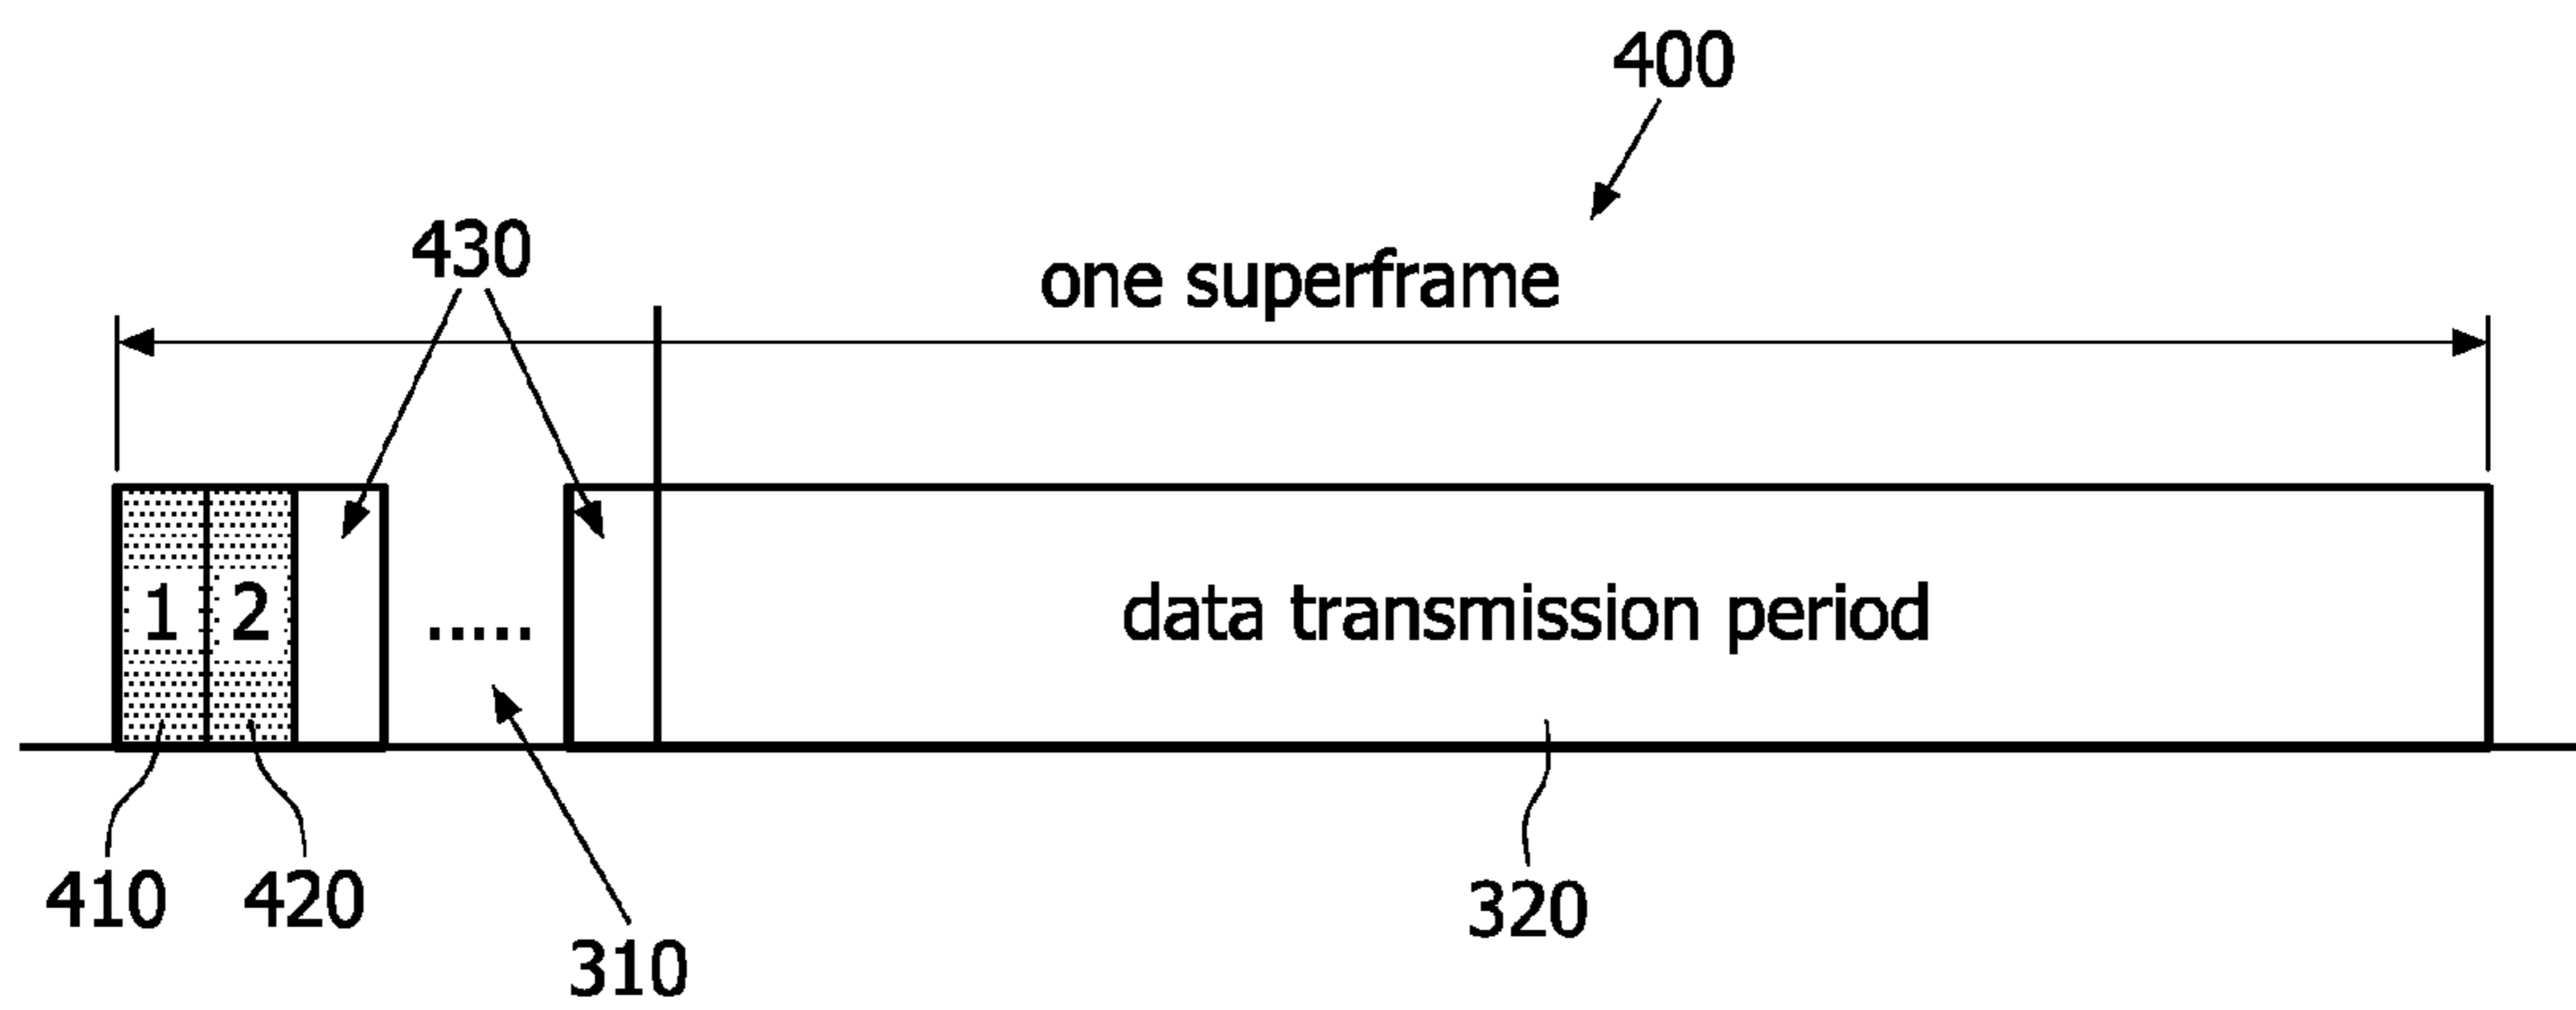 400
430
one superframe
1 2 ..... data transmission period
410 420 320
310